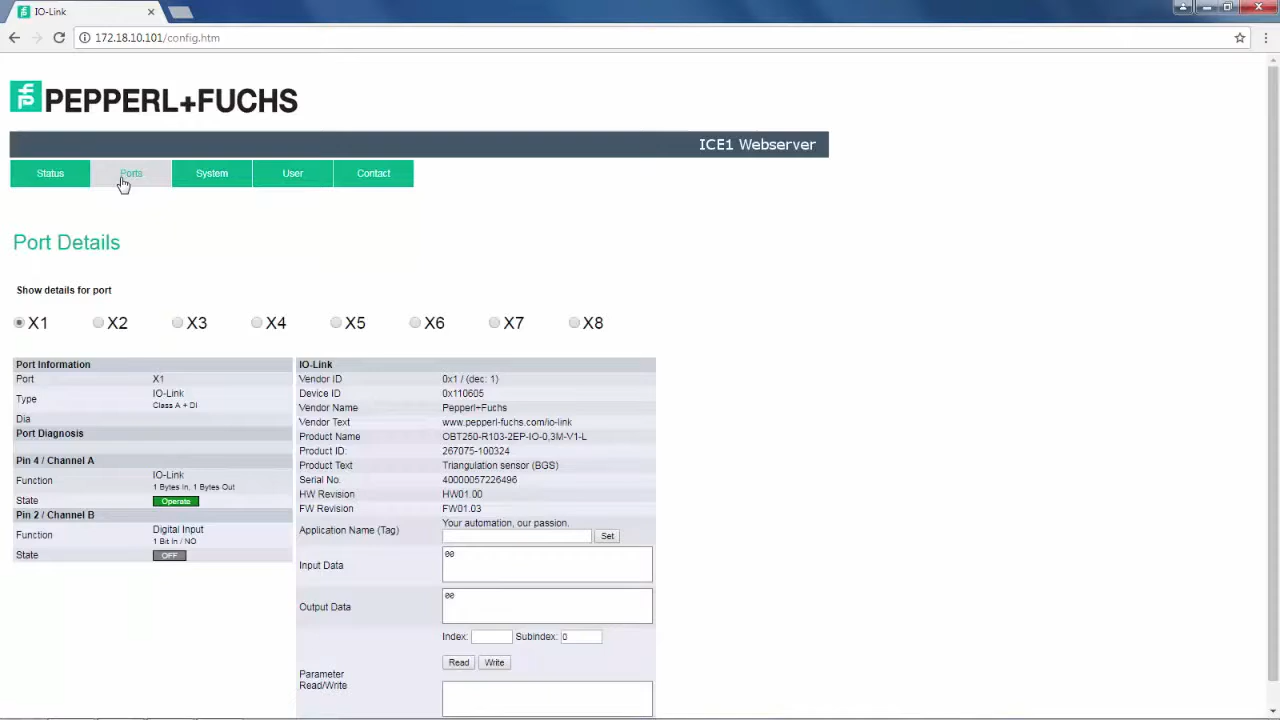 IO-Link
172.18.10.101/config.htm
PEPPERL+FUCHS
ICE1 Webserver
Status Ports System User Contact
Port Details
Show details for port
X1 X2 X3 X4 X5 X6 X7 X8
Port Information
Port X1
Type IO-Link
Class A + DI
Dia
Port Diagnosis
Pin 4 / Channel A
Function IO-Link
1 Bytes In, 1 Bytes Out
State Operate
Pin 2 / Channel B
Function Digital Input
1 Bit In / NO
State OFF
IO-Link
Vendor ID 0x1 / (dec: 1)
Device ID 0x110605
Vendor Name Pepperl+Fuchs
Vendor Text www.pepperl-fuchs.com/io-link
Product Name OBT250-R103-2EP-IO-0,3M-V1-L
Product ID: 267075-100324
Product Text Triangulation sensor (BGS)
Serial No. 40000057226496
HW Revision HW01.00
FW Revision FW01.03
Application Name (Tag) Your automation, our passion.
Set
Input Data 00
Output Data 00
Index: Subindex: 0
Read Write
Parameter
Read/Write